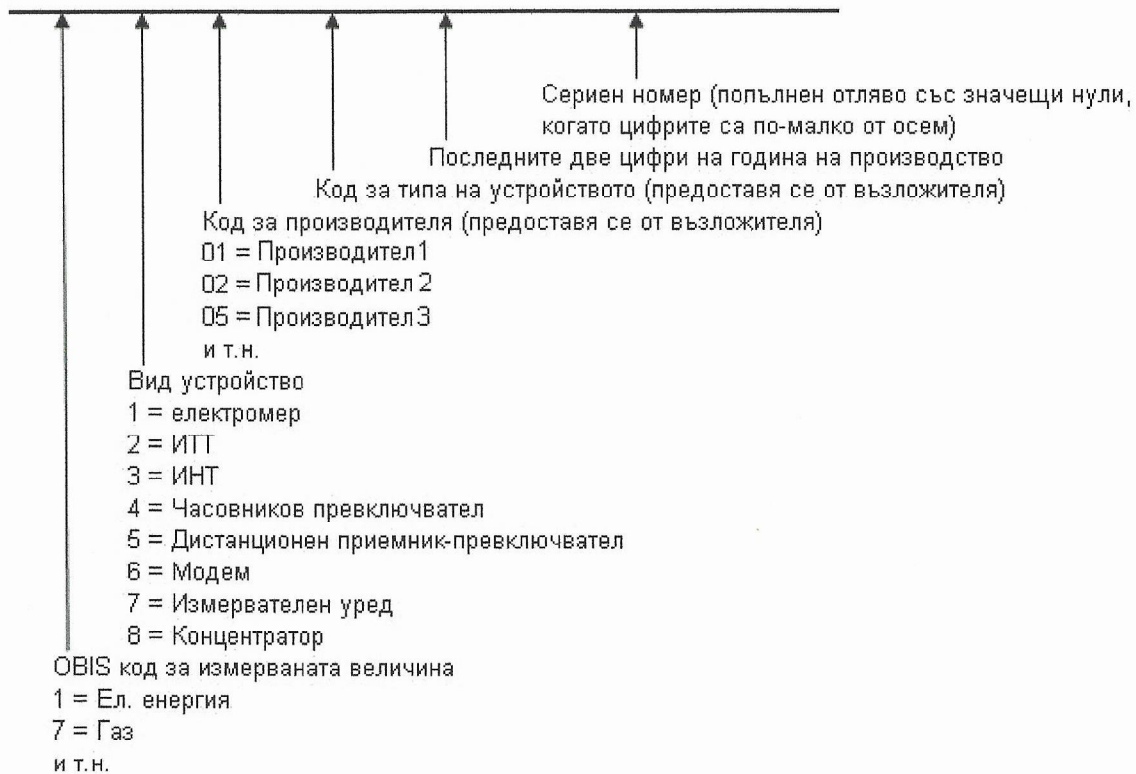 Сериен номер (попълнен отляво със значещи нули,
когато цифрите са по-малко от осем)
Последните две цифри на година на производство
Код за типа на устройството (предоставя се от възложителя)
Код за производителя (предоставя се от възложителя)
01 = Производител1
02 = Производител 2
05 = Производител3
и т.н.
Вид устройство
1 = електромер
2 = ИТТ
3 = ИНТ
4 = Часовников превключвател
5 = Дистанционен приемник-превключвател
6 = Модем
7 = Измервателен уред
8 = Концентратор
OBIS код за измерваната величина
1 = Ел. енергия
7 = Газ
и т.н.